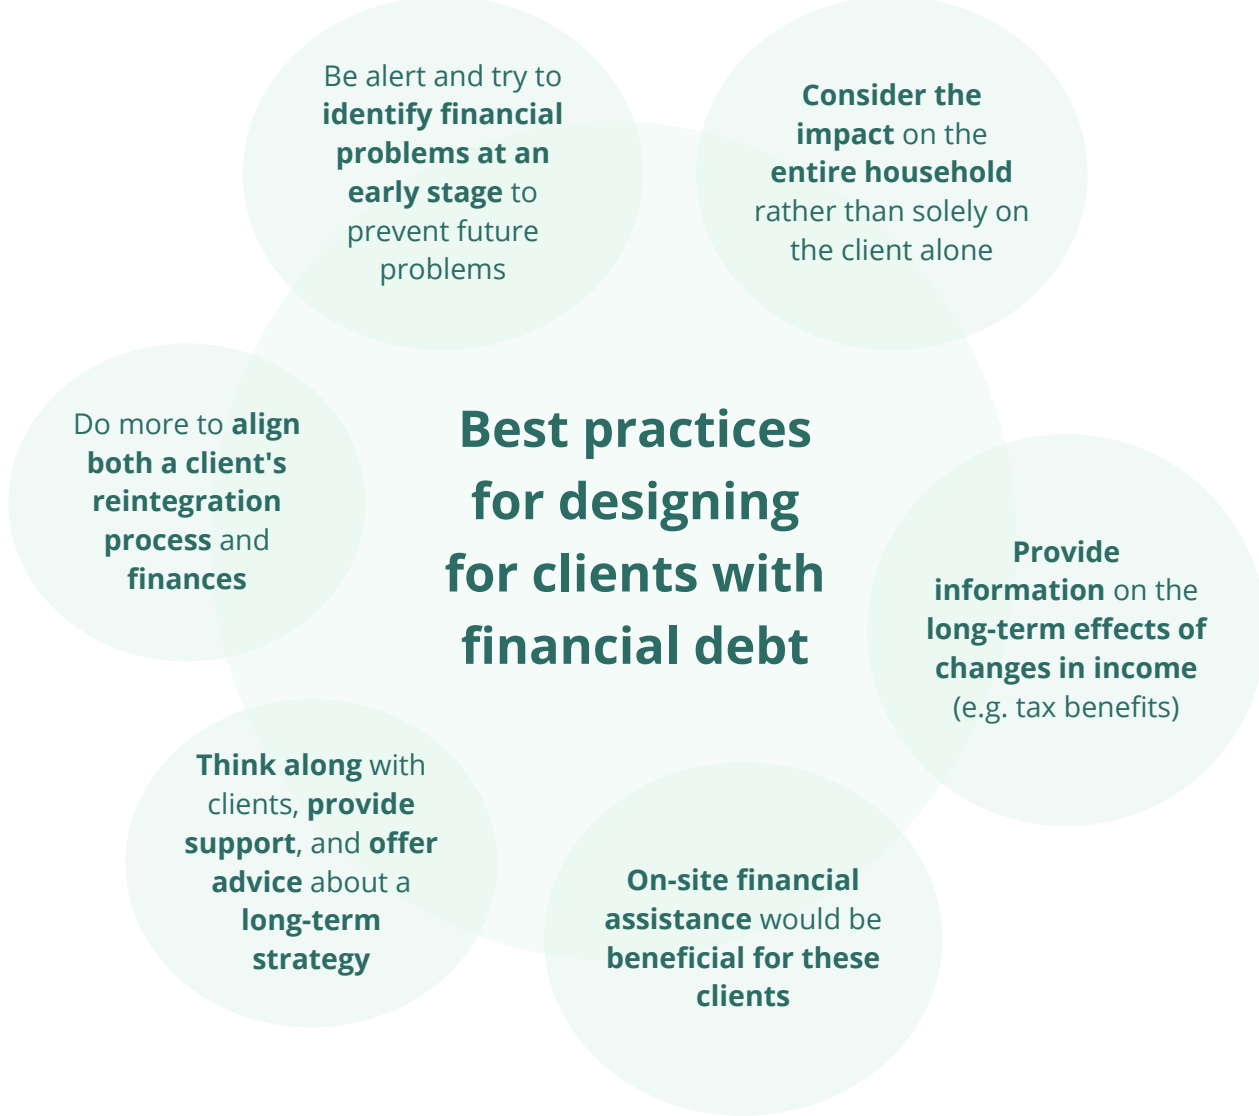 Be alert and try to
identify financial
problems at an
early stage to
prevent future
problems
Consider the
impact on the
entire household
rather than solely on
the client alone
Do more to align
both a client's
reintegration
process and
finances
Best practices
for designing
for clients with
financial debt
Provide
information on the
long-term effects of
changes in income
(e.g. tax benefits)
Think along with
clients, provide
support, and offer
advice about a
long-term
strategy
On-site financial
assistance would be
beneficial for these
clients